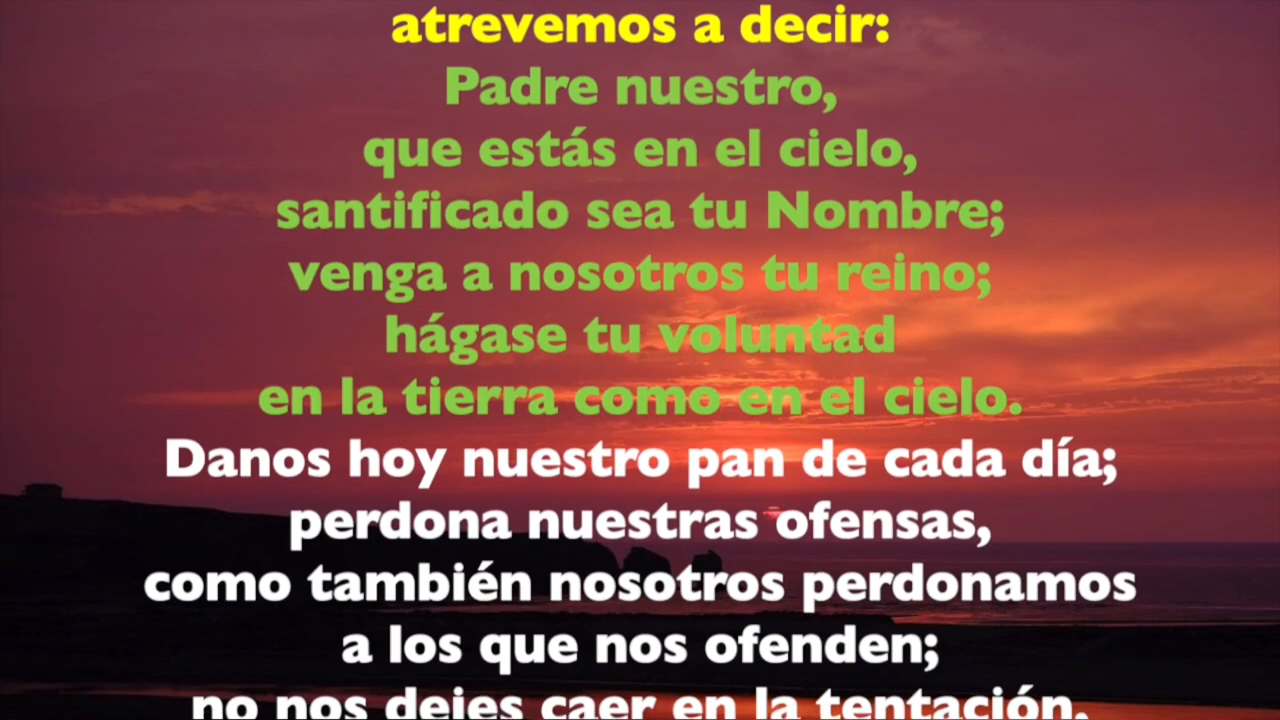 atrevemos a decir:
Padre nuestro,
que estás en el cielo,
santificado sea tu Nombre;
venga a nosotros tu reino;
hágase tu voluntad
en la tierra como en el cielo.
Danos hoy nuestro pan de cada día;
perdona nuestras ofensas,
como también nosotros perdonamos
a los que nos ofenden;
no nos dejes caer en la tentación,